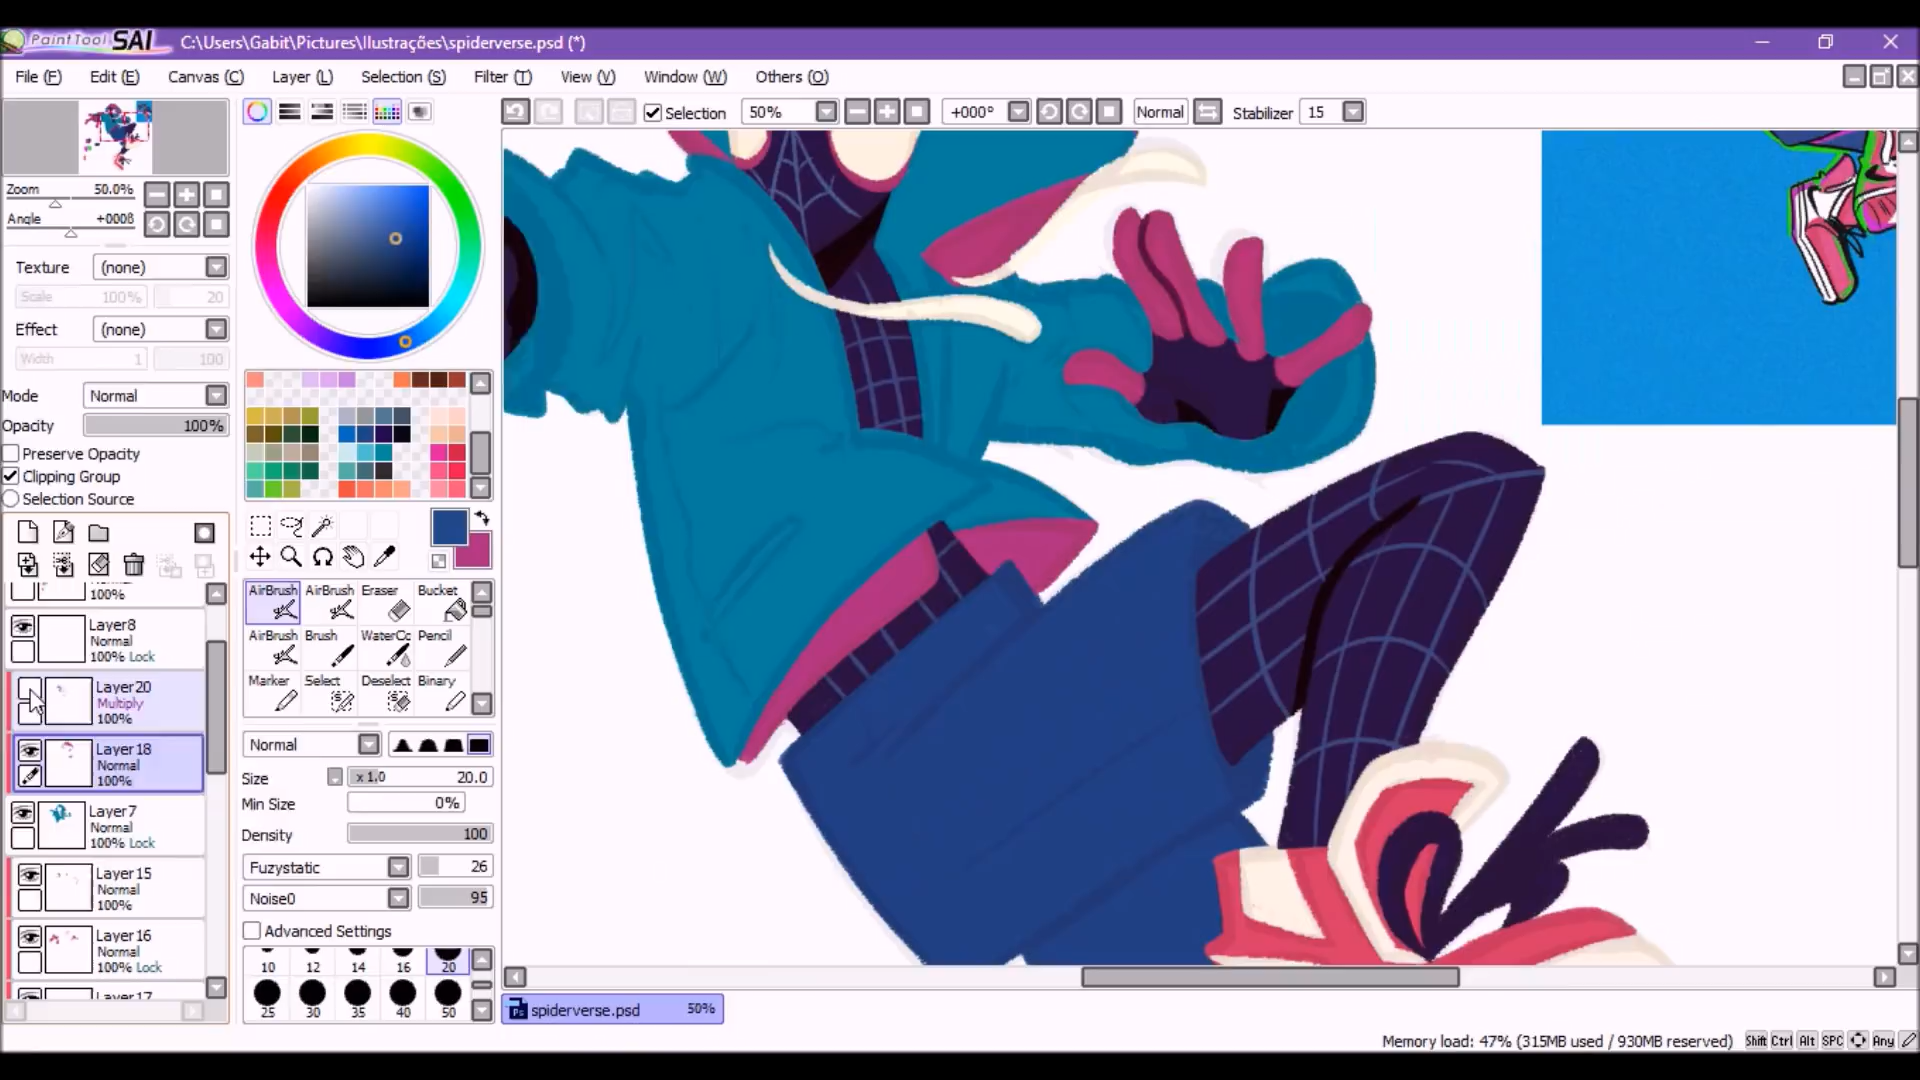 PaintTool SAI C:\Users\Gabit\Pictures\Ilustrações\spiderverse.psd (*)
File (F) Edit (E) Canvas (C) Layer (L) Selection (S) Filter (T) View (V) Window (W) Others (O)
Selection 50% +000° Normal Stabilizer 15
Zoom 50.0%
Angle +000ß
Texture (none)
Scale 100% 20
Effect (none)
Width 1 100
Mode Normal
Opacity 100%
Preserve Opacity
Clipping Group
Selection Source
100%
Layer8
Normal
100% Lock
Layer20
Multiply
100%
Layer18
Normal
100%
Layer7
Normal
100% Lock
Layer15
Normal
100%
Layer16
Normal
100% Lock
Layer17
AirBrush AirBrush Eraser Bucket
AirBrush Brush WaterCc Pencil
Marker Select Deselect Binary
Normal
Size x 1.0 20.0
Min Size 0%
Density 100
Fuzystatic 26
Noise0 95
Advanced Settings
10 12 14 16 20
25 30 35 40 50
Ps spiderverse.psd 50%
Memory load: 47% (315MB used / 930MB reserved) Shift Ctrl Alt SPC Any